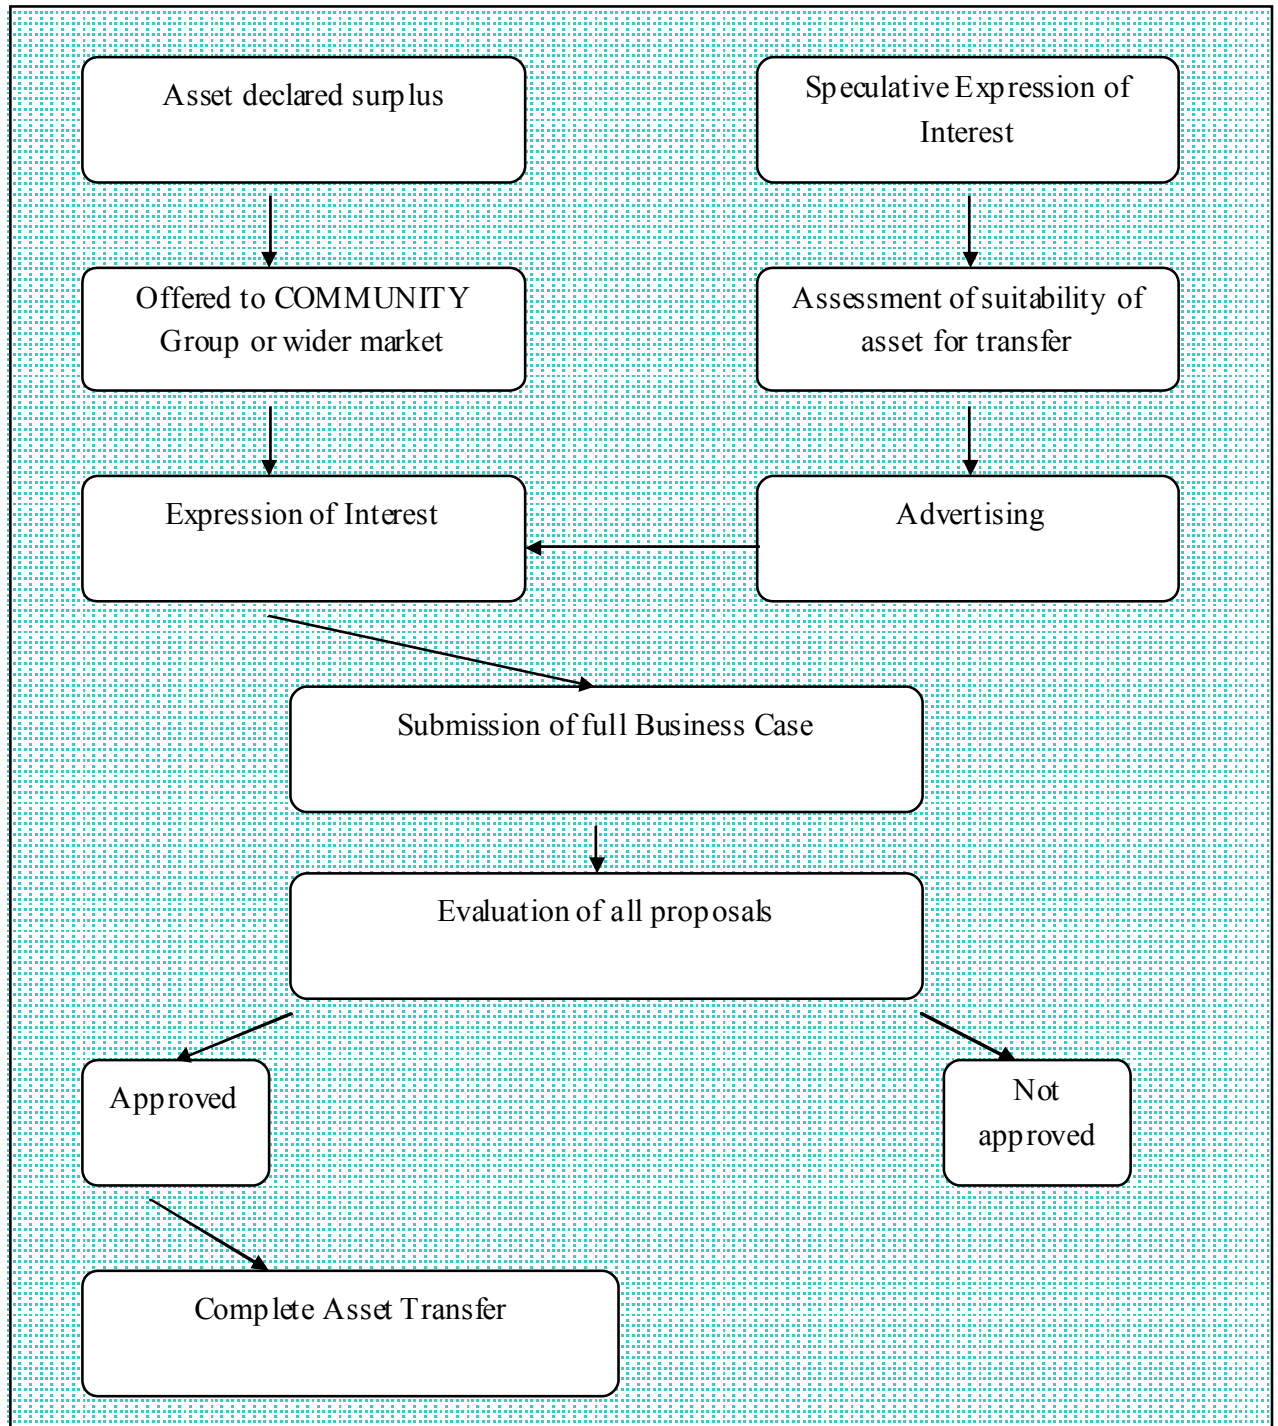 Asset declared surplus
Speculative Expression of
Interest
Offered to COMMUNITY
Group or wider market
Assessment of suitability of
asset for transfer
Expression of Interest
Advertising
Submission of full Business Case
Evaluation of all proposals
Approved
Not
approved
Complete Asset Transfer